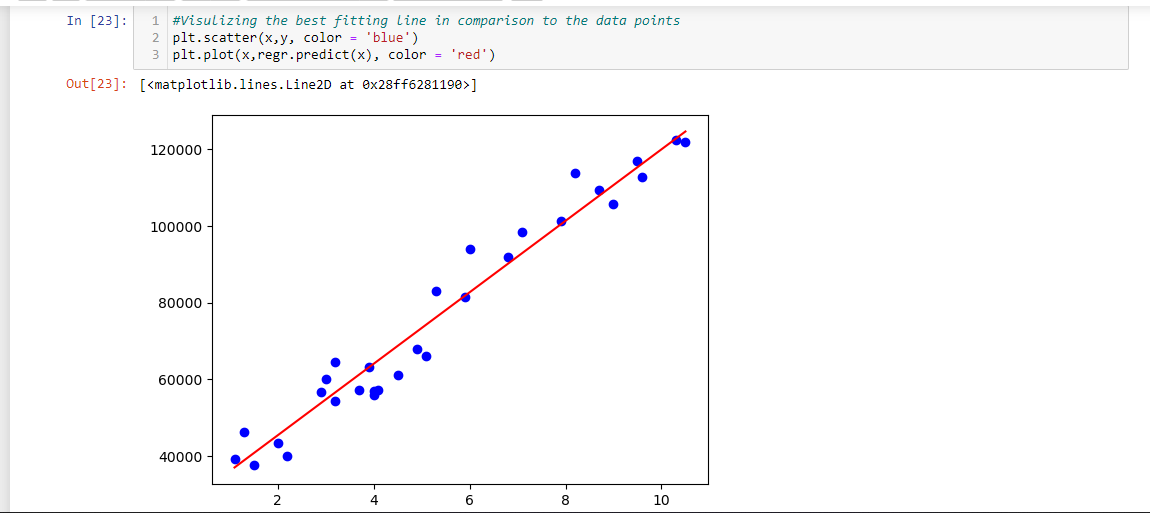 In [23]:
1 #Visulizing the best fitting line in comparison to the data points
2 plt.scatter(x,y, color = 'blue')
3 plt.plot(x,regr.predict(x), color = 'red')
Out[23]: [<matplotlib.lines.Line2D at 0x28ff6281190>]
120000
100000
80000
60000
40000
2 4 6 8 10